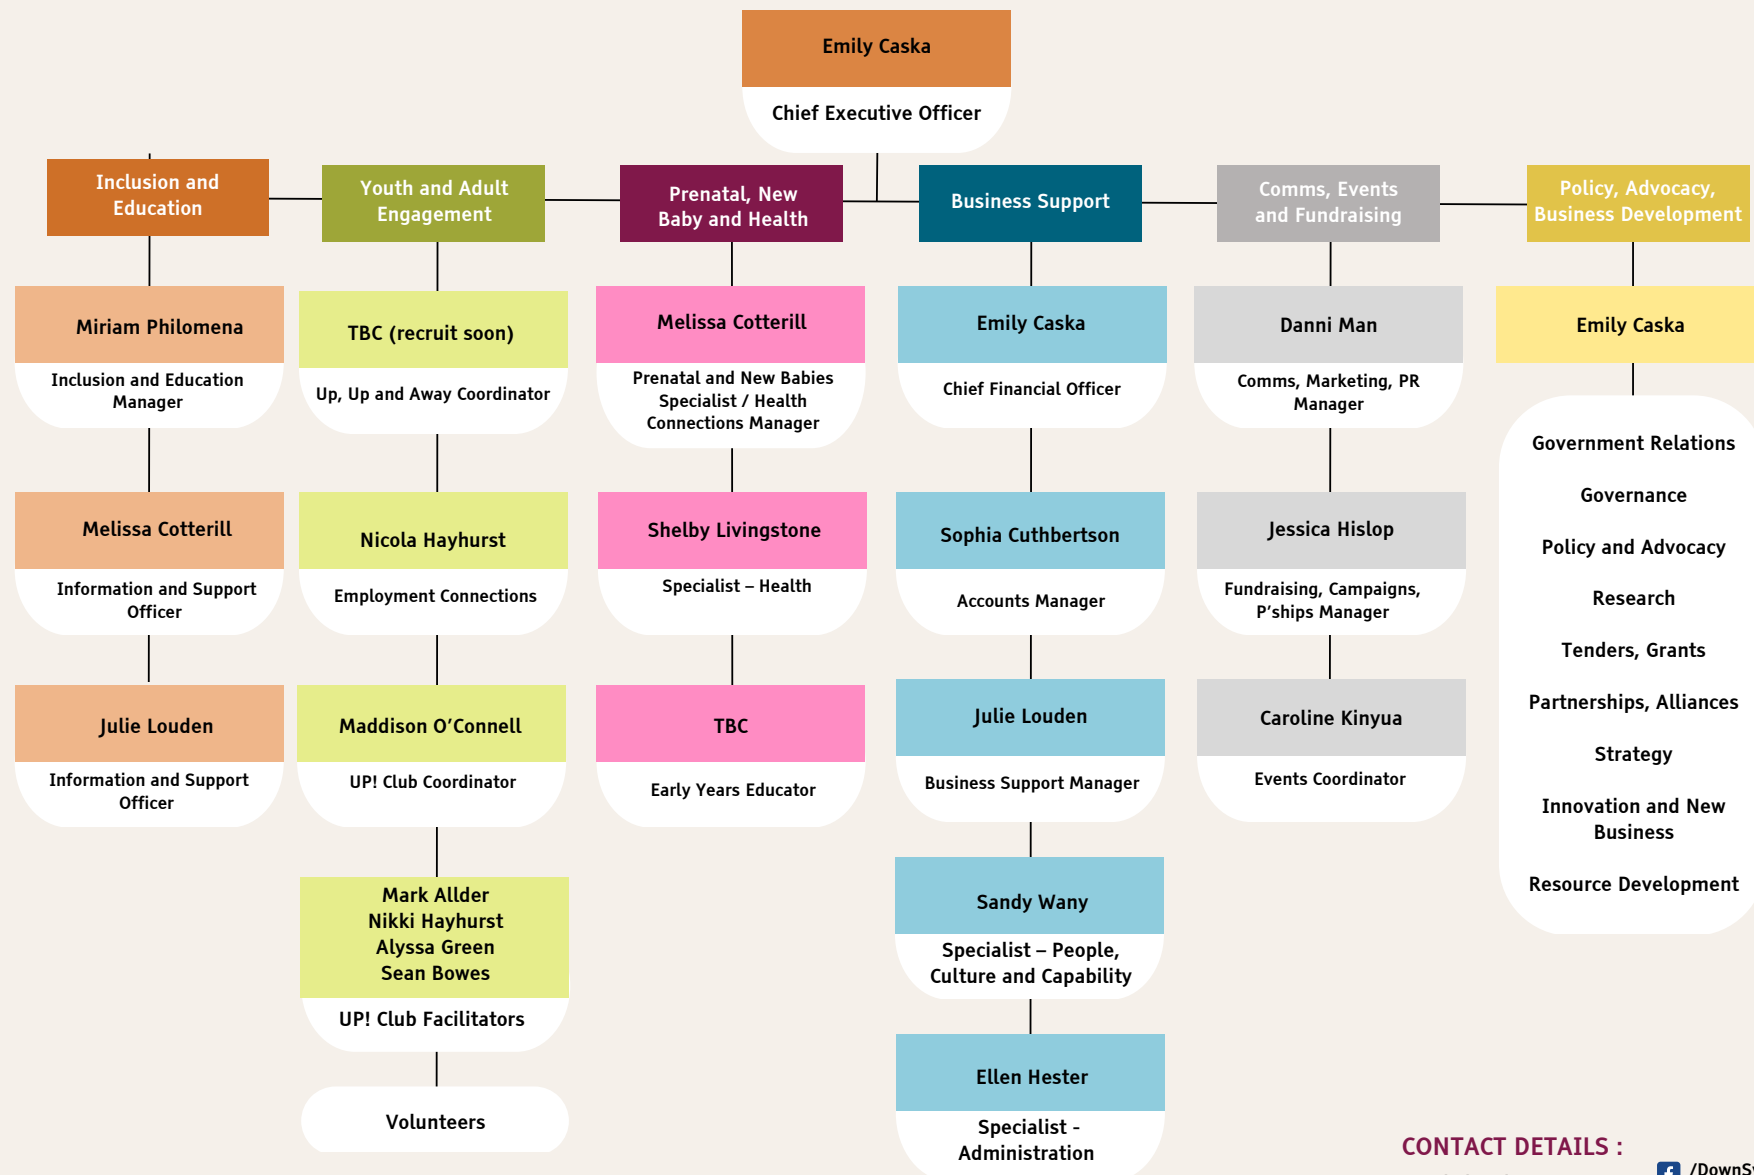 Emily Caska
Chief Executive Officer
Inclusion and
Education
Youth and Adult
Engagement
Prenatal, New
Baby and Health
Business Support
Comms, Events
and Fundraising
Policy, Advocacy,
Business Development
Miriam Philomena
Inclusion and Education
Manager
Melissa Cotterill
Information and Support
Officer
Julie Louden
Information and Support
Officer
TBC (recruit soon)
Up, Up and Away Coordinator
Nicola Hayhurst
Employment Connections
Maddison O’Connell
UP! Club Coordinator
Mark Allder
Nikki Hayhurst
Alyssa Green
Sean Bowes
UP! Club Facilitators
Volunteers
Melissa Cotterill
Prenatal and New Babies
Specialist / Health
Connections Manager
Shelby Livingstone
Specialist – Health
TBC
Early Years Educator
Emily Caska
Chief Financial Officer
Sophia Cuthbertson
Accounts Manager
Julie Louden
Business Support Manager
Sandy Wany
Specialist – People,
Culture and Capability
Ellen Hester
Specialist -
Administration
Danni Man
Comms, Marketing, PR
Manager
Jessica Hislop
Fundraising, Campaigns,
P’ships Manager
Caroline Kinyua
Events Coordinator
Emily Caska
Government Relations
Governance
Policy and Advocacy
Research
Tenders, Grants
Partnerships, Alliances
Strategy
Innovation and New
Business
Resource Development
CONTACT DETAILS :